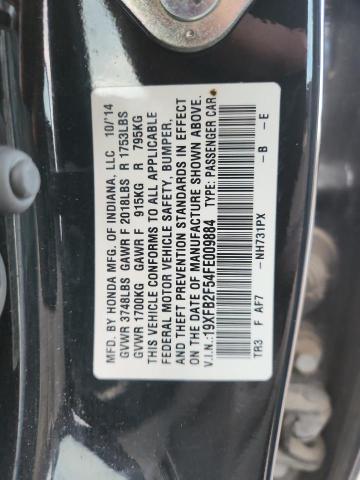 MFD. BY HONDA MFG. OF INDIANA, LLC 10/14
GVWR 3748LBS GAWR F 2018LBS R 1753LBS
GVWR 1700KG GAWR F 915KG R 795KG
THIS VEHICLE CONFORMS TO ALL APPLICABLE
FEDERAL MOTOR VEHICLE SAFETY, BUMPER,
AND THEFT PREVENTION STANDARDS IN EFFECT
ON THE DATE OF MANUFACTURE SHOWN ABOVE.
V.I.N.:19XFB2F54FE009884 TYPE: PASSENGER CAR
TR3 F AF7 -NH731PX -B -E